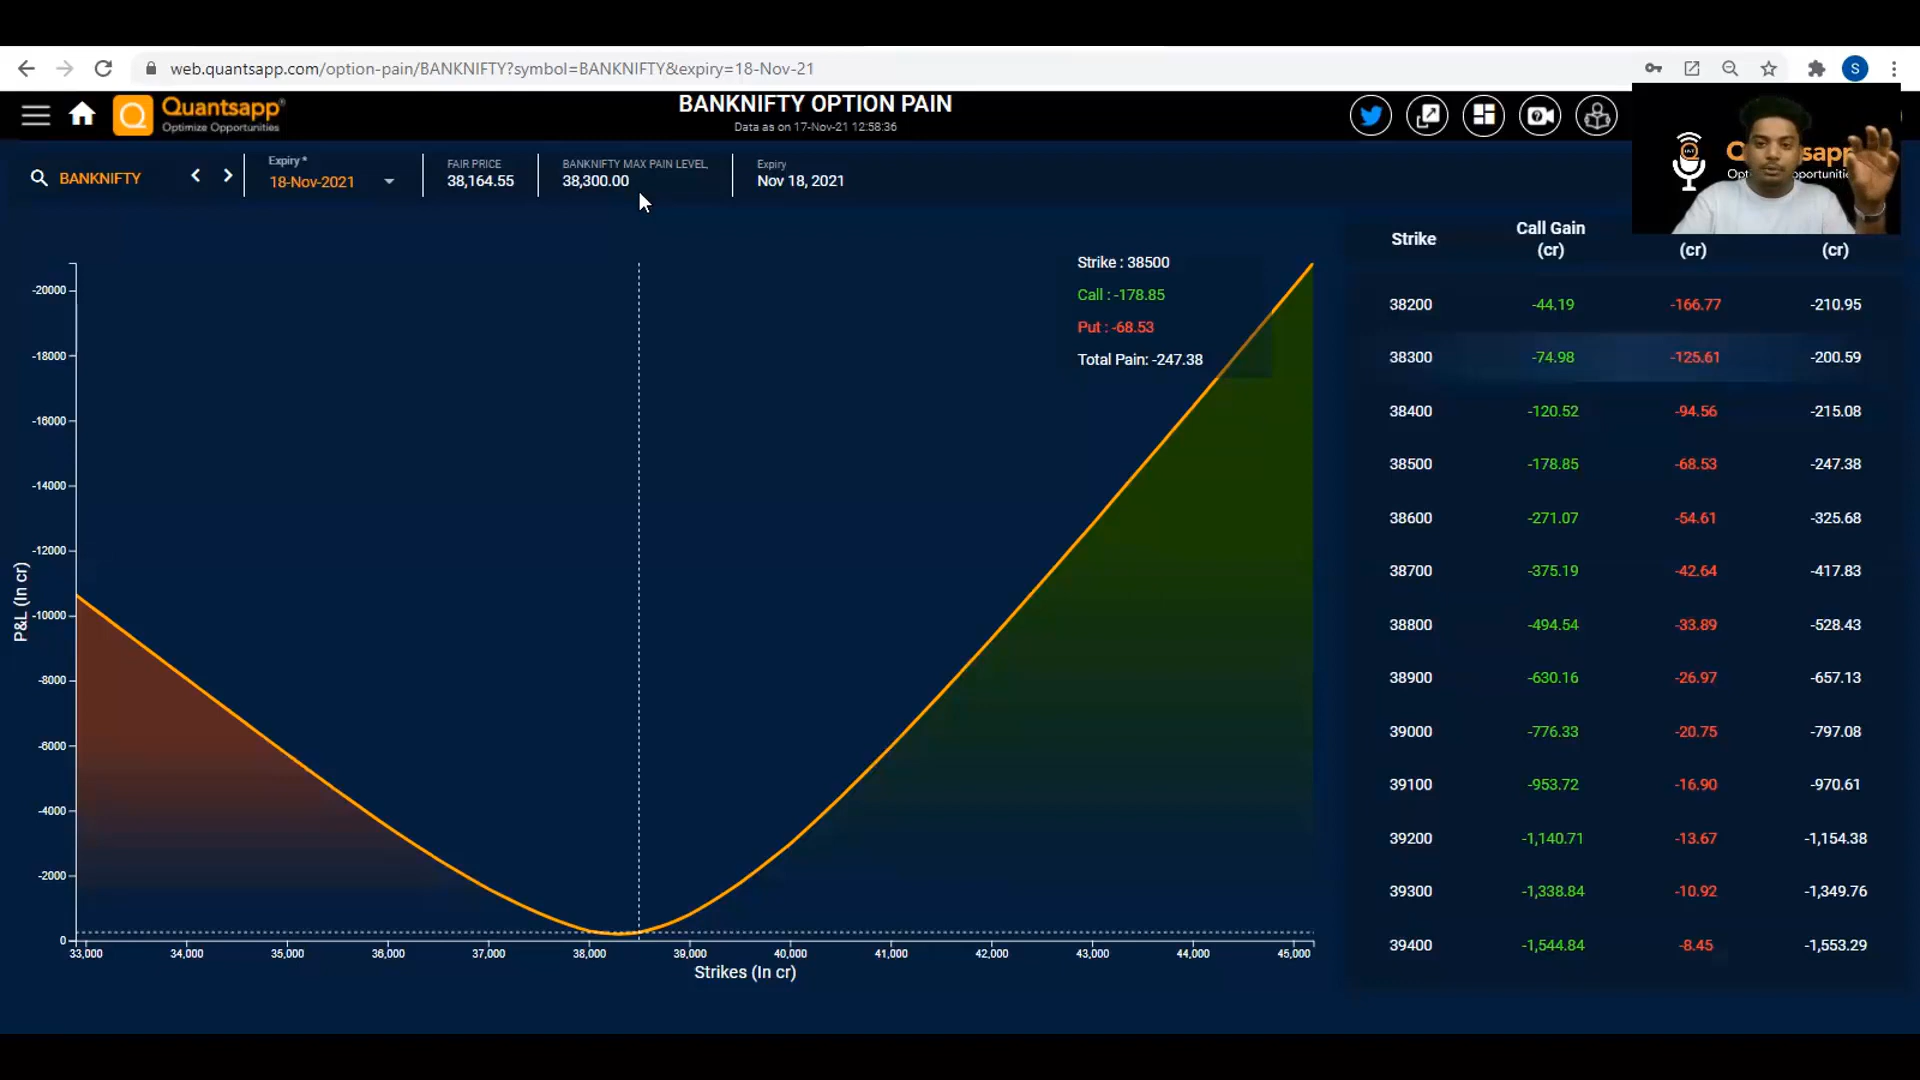 web.quantsapp.com/option-pain/BANKNIFTY?symbol=BANKNIFTY&expiry=18-Nov-21
S
Quantsapp
Optimize Opportunities
BANKNIFTY OPTION PAIN
Data as on 17-Nov-21 12:58:36
BANKNIFTY
Expiry *
18-Nov-2021
FAIR PRICE
38,164.55
BANKNIFTY MAX PAIN LEVEL,
38,300.00
Expiry
Nov 18, 2021
Strike : 38500
Call : -178.85
Put : -68.53
Total Pain: -247.38
P&L (In cr)
-20000
-18000
-16000
-14000
-12000
-10000
-8000
-6000
-4000
-2000
0
33,000 34,000 35,000 36,000 37,000 38,000 39,000 40,000 41,000 42,000 43,000 44,000 45,000
Strikes (In cr)
Strike Call Gain (cr) (cr) (cr)
38200 -44.19 -166.77 -210.95
38300 -74.98 -125.61 -200.59
38400 -120.52 -94.56 -215.08
38500 -178.85 -68.53 -247.38
38600 -271.07 -54.61 -325.68
38700 -375.19 -42.64 -417.83
38800 -494.54 -33.89 -528.43
38900 -630.16 -26.97 -657.13
39000 -776.33 -20.75 -797.08
39100 -953.72 -16.90 -970.61
39200 -1,140.71 -13.67 -1,154.38
39300 -1,338.84 -10.92 -1,349.76
39400 -1,544.84 -8.45 -1,553.29